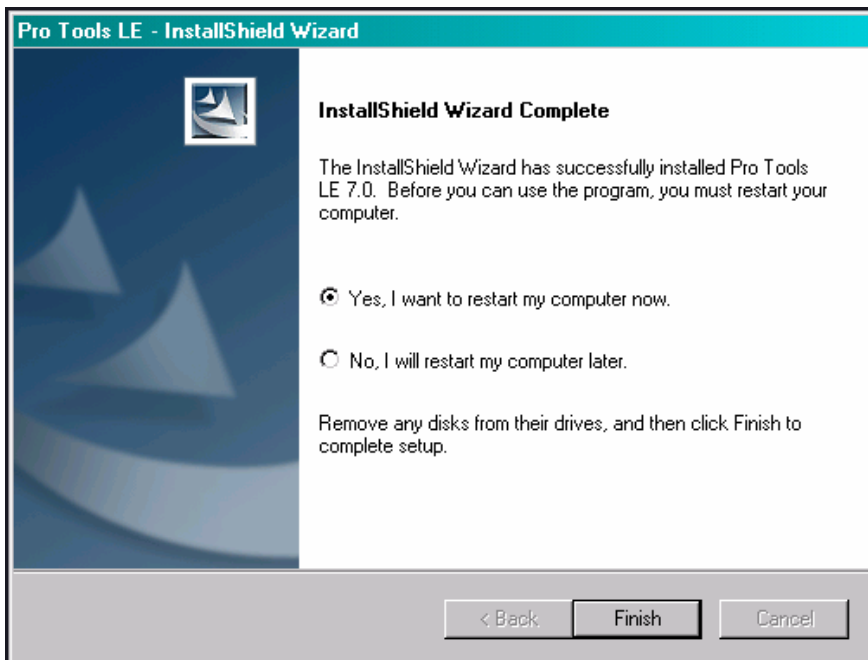 Pro Tools LE - InstallShield Wizard
InstallShield Wizard Complete
The InstallShield Wizard has successfully installed Pro Tools
LE 7.0.  Before you can use the program, you must restart your
computer.
Yes, I want to restart my computer now.
No, I will restart my computer later.
Remove any disks from their drives, and then click Finish to
complete setup.
< Back Finish Cancel